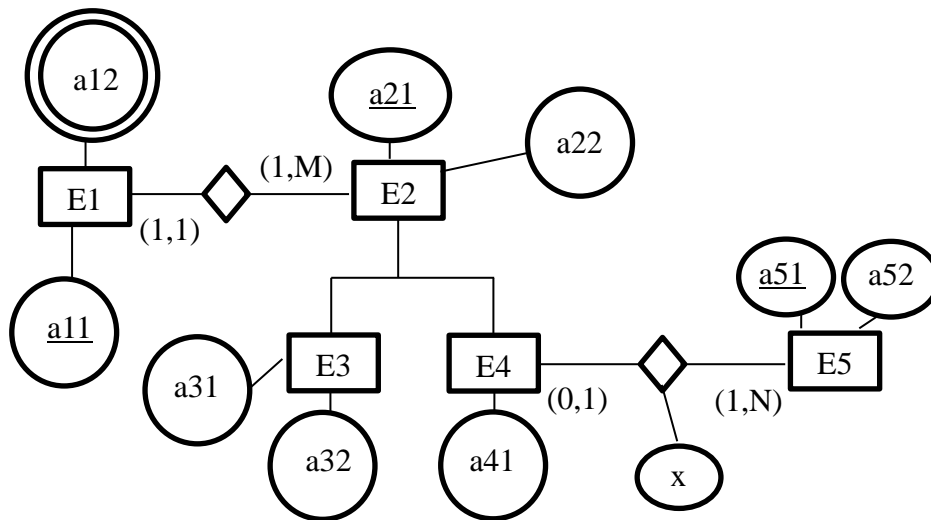 a12
a21
a22
E1
(1,M)
E2
(1,1)
a11
a51
a52
E3
E4
E5
a31
(0,1)
(1,N)
a32
a41
x